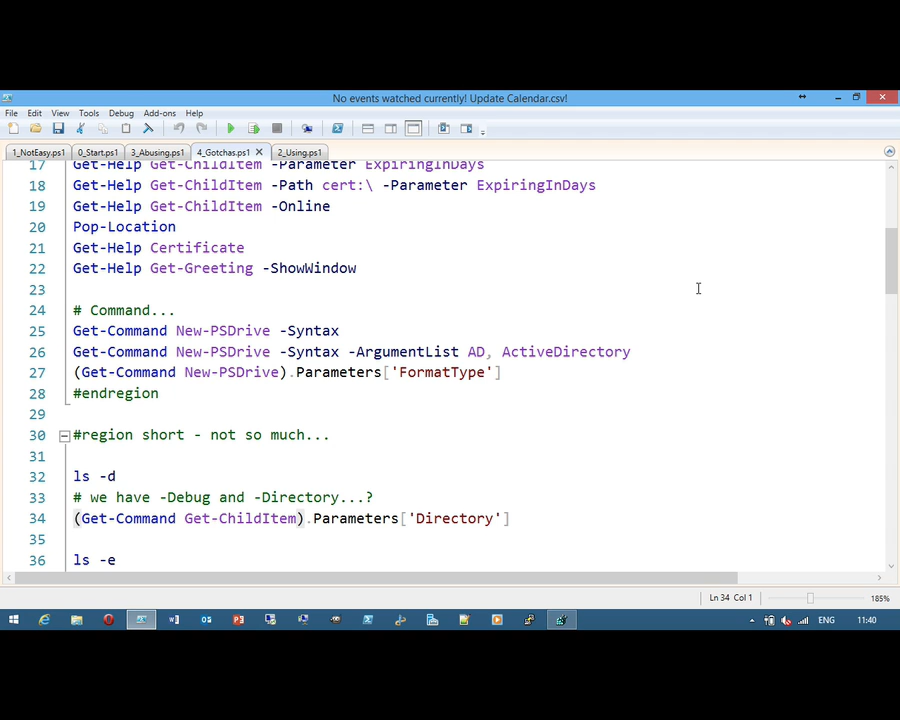 No events watched currently! Update Calendar.csv!
File Edit View Tools Debug Add-ons Help
1_NotEasy.ps1 0_Start.ps1 3_Abusing.ps1 4_Gotchas.ps1 2_Using.ps1
17 Get-Help Get-ChildItem -Parameter ExpiringInDays
18 Get-Help Get-ChildItem -Path cert:\ -Parameter ExpiringInDays
19 Get-Help Get-ChildItem -Online
20 Pop-Location
21 Get-Help Certificate
22 Get-Help Get-Greeting -ShowWindow
23
24 # Command...
25 Get-Command New-PSDrive -Syntax
26 Get-Command New-PSDrive -Syntax -ArgumentList AD, ActiveDirectory
27 (Get-Command New-PSDrive).Parameters['FormatType']
28 #endregion
29
30 #region short - not so much...
31
32 ls -d
33 # we have -Debug and -Directory...?
34 (Get-Command Get-ChildItem).Parameters['Directory']
35
36 ls -e
Ln 34 Col 1 185%
ENG 11:40